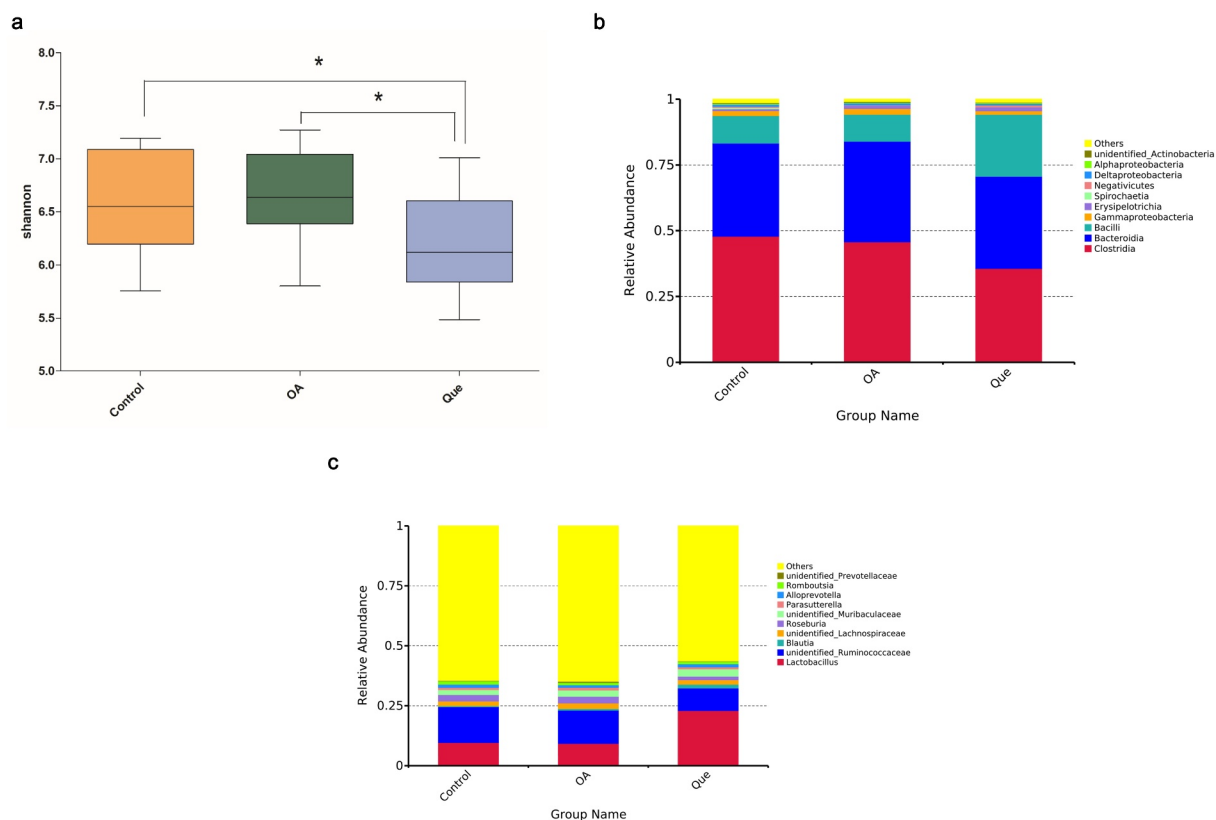 a
8.0
7.5
7.0
6.5
6.0
5.5
5.0
shannon
*
*
Control
OA
Que
b
1
0.75
0.5
0.25
0
Relative Abundance
Control
OA
Que
Group Name
Others
unidentified_Actinobacteria
Alphaproteobacteria
Deltaproteobacteria
Negativicutes
Spirochaetia
Erysipelotrichia
Gammaproteobacteria
Bacilli
Bacteroidia
Clostridia
c
1
0.75
0.5
0.25
0
Relative Abundance
Control
OA
Que
Group Name
Others
unidentified_Prevotellaceae
Romboutsia
Alloprevotella
Parasutterella
unidentified_Muribaculaceae
Roseburia
unidentified_Lachnospiraceae
Blautia
unidentified_Ruminococcaceae
Lactobacillus